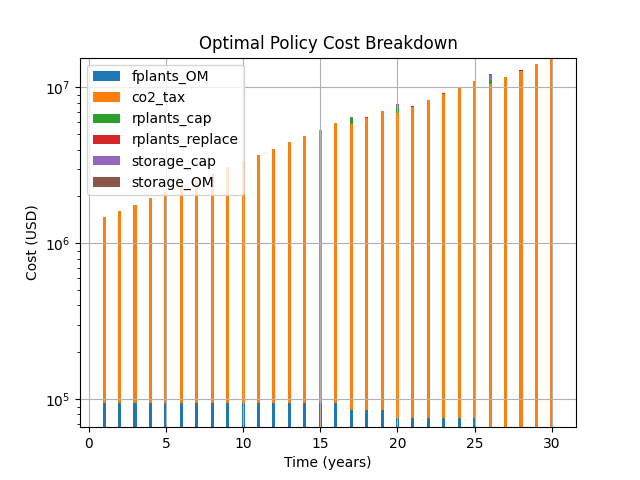 Optimal Policy Cost Breakdown
fplants_OM
co2_tax
rplants_cap
rplants_replace
storage_cap
storage_OM
10^7
10^6
10^5
Cost (USD)
0 5 10 15 20 25 30
Time (years)